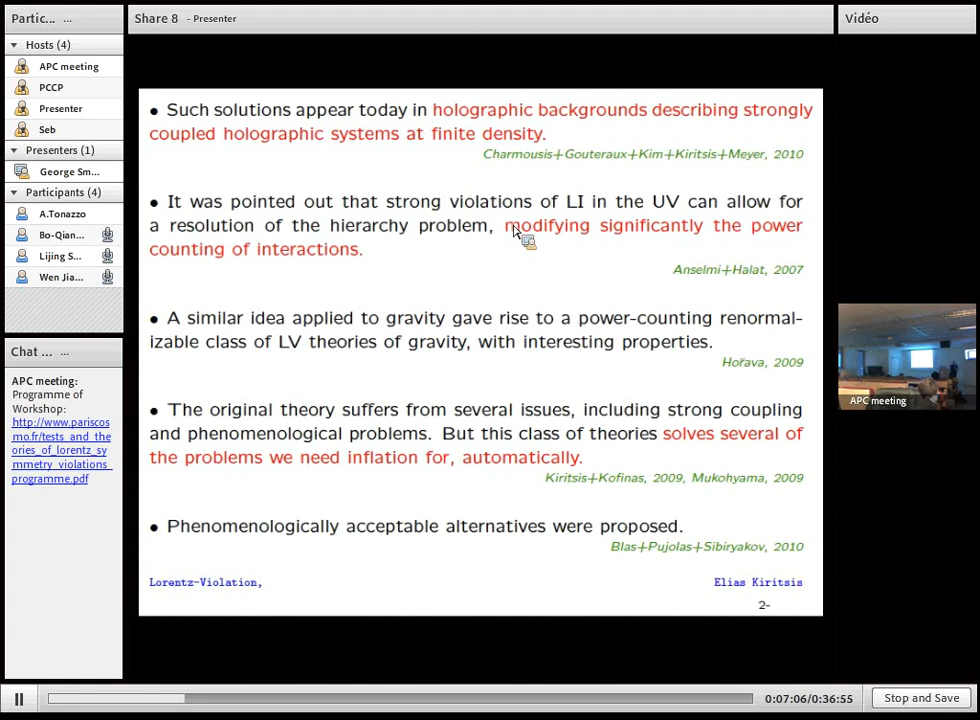 Partic... ...
Hosts (4)
APC meeting
PCCP
Presenter
Seb
Presenters (1)
George Sm...
Participants (4)
A.Tonazzo
Bo-Qian...
Lijing S...
Wen Jia...
Chat ... ...
APC meeting:
Programme of
Workshop:
http://www.pariscos
mo.fr/tests_and_the
ories_of_lorentz_sy
mmetry_violations_
programme.pdf
Share 8 - Presenter
• Such solutions appear today in holographic backgrounds describing strongly
coupled holographic systems at finite density.
Charmousis+Gouteraux+Kim+Kiritsis+Meyer, 2010
• It was pointed out that strong violations of LI in the UV can allow for
a resolution of the hierarchy problem, modifying significantly the power
counting of interactions.
Anselmi+Halat, 2007
• A similar idea applied to gravity gave rise to a power-counting renormal-
izable class of LV theories of gravity, with interesting properties.
Hořava, 2009
• The original theory suffers from several issues, including strong coupling
and phenomenological problems. But this class of theories solves several of
the problems we need inflation for, automatically.
Kiritsis+Kofinas, 2009, Mukohyama, 2009
• Phenomenologically acceptable alternatives were proposed.
Blas+Pujolas+Sibiryakov, 2010
Lorentz-Violation, Elias Kiritsis
2-
Vidéo
APC meeting
0:07:06/0:36:55
Stop and Save